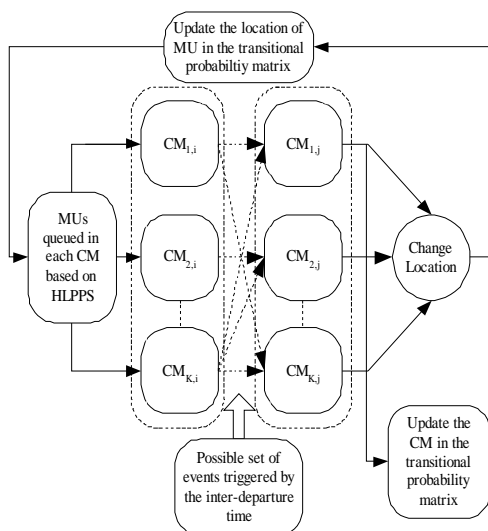 Update the location of
MU in the transitional
probabiltiy matrix
CM1,i
CM1,j
MUs
queued in
each CM
based on
HLPPS
CM2,i
CM2,j
Change
Location
CMK,i
CMK,j
Possible set of
events triggered by
the inter-departure
time
Update the
CM in the
transitional
probability
matrix